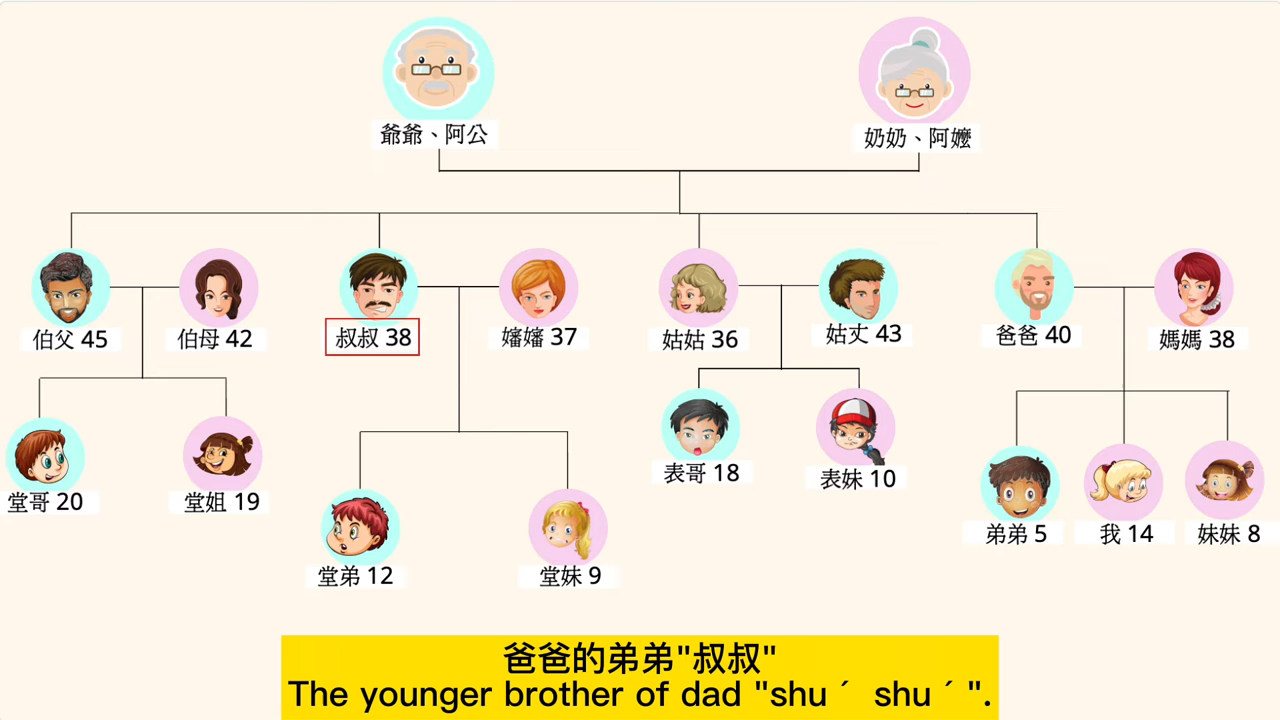 爺爺、阿公
奶奶、阿嬤
伯父 45
伯母 42
叔叔 38
嬸嬸 37
姑姑 36
姑丈 43
爸爸 40
媽媽 38
堂哥 20
堂姐 19
堂弟 12
堂妹 9
表哥 18
表妹 10
弟弟 5
我 14
妹妹 8
爸爸的弟弟"叔叔"
The younger brother of dad "shuˊ shuˊ".